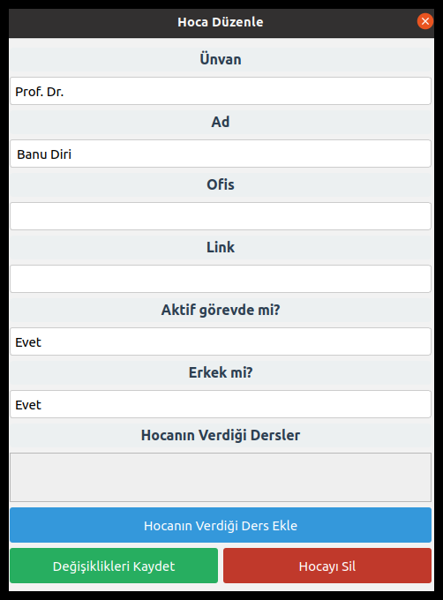 Hoca Düzenle
Ünvan
Prof. Dr.
Ad
Banu Diri
Ofis
Link
Aktif görevde mi?
Evet
Erkek mi?
Evet
Hocanın Verdiği Dersler
Hocanın Verdiği Ders Ekle
Değişiklikleri Kaydet
Hocayı Sil